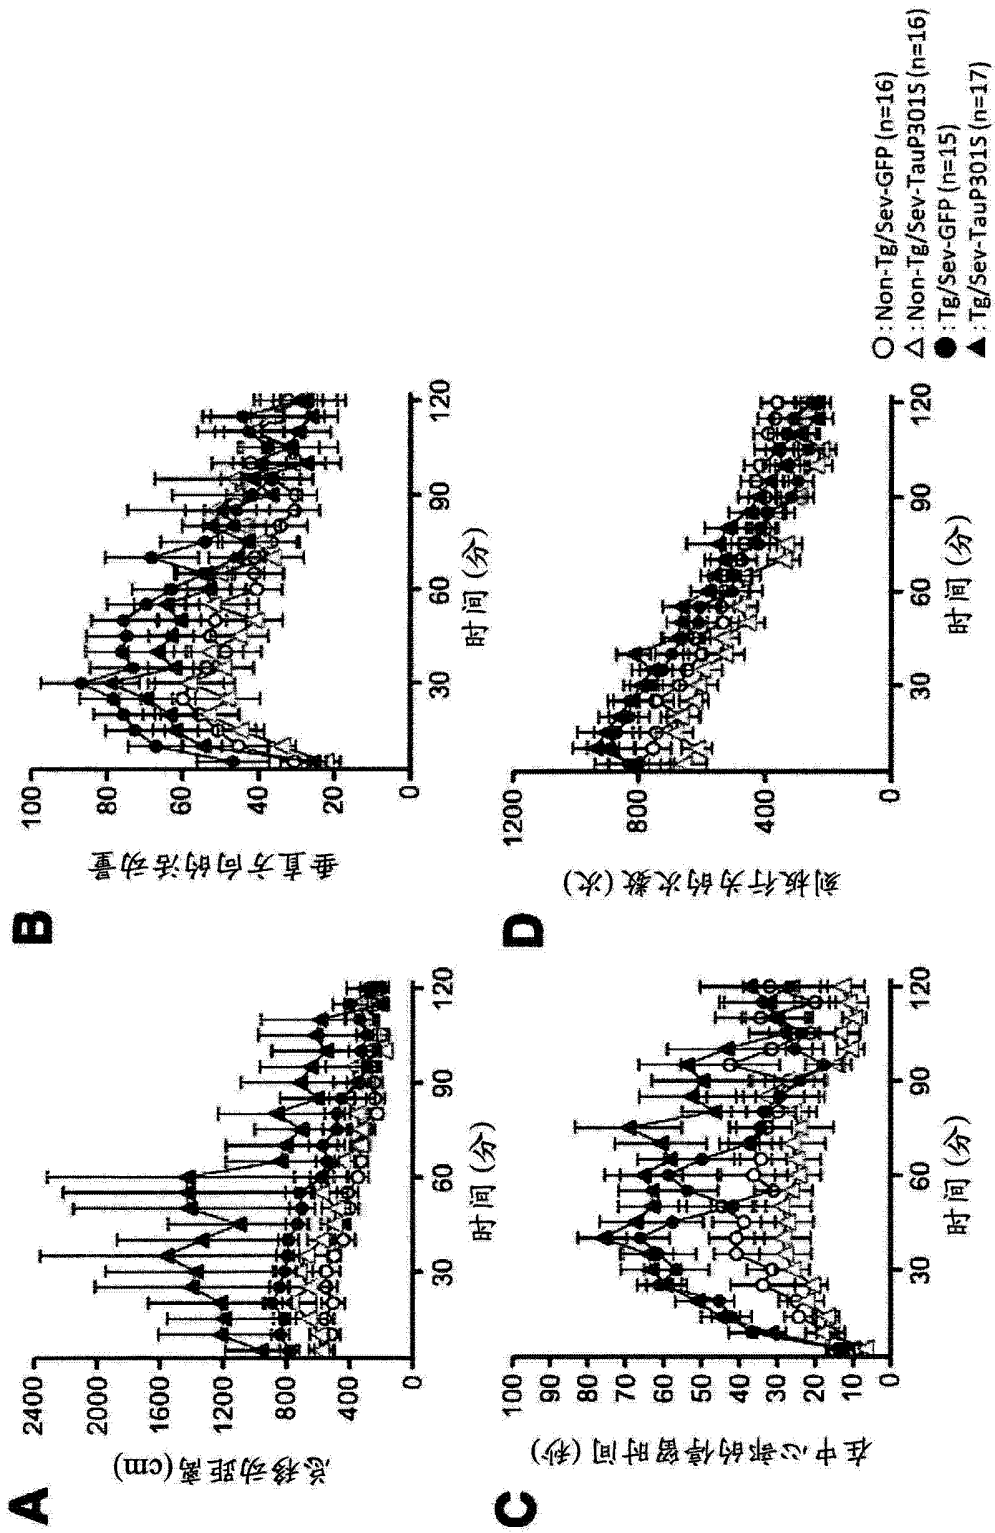 A
总移动距离(cm)
2400
2000
1600
1200
800
400
0
30
60
90
120
时间 (分)
B
垂直方向的活动量
100
80
60
40
20
0
30
60
90
120
时间 (分)
C
在中心部的停留时间 (秒)
100
90
80
70
60
50
40
30
20
10
0
30
60
90
120
时间 (分)
D
刻板行为的次数 (次)
1200
800
400
0
30
60
90
120
时间 (分)
: Non-Tg/Sev-GFP (n=16)
: Non-Tg/Sev-TauP301S (n=16)
: Tg/Sev-GFP (n=15)
: Tg/Sev-TauP301S (n=17)